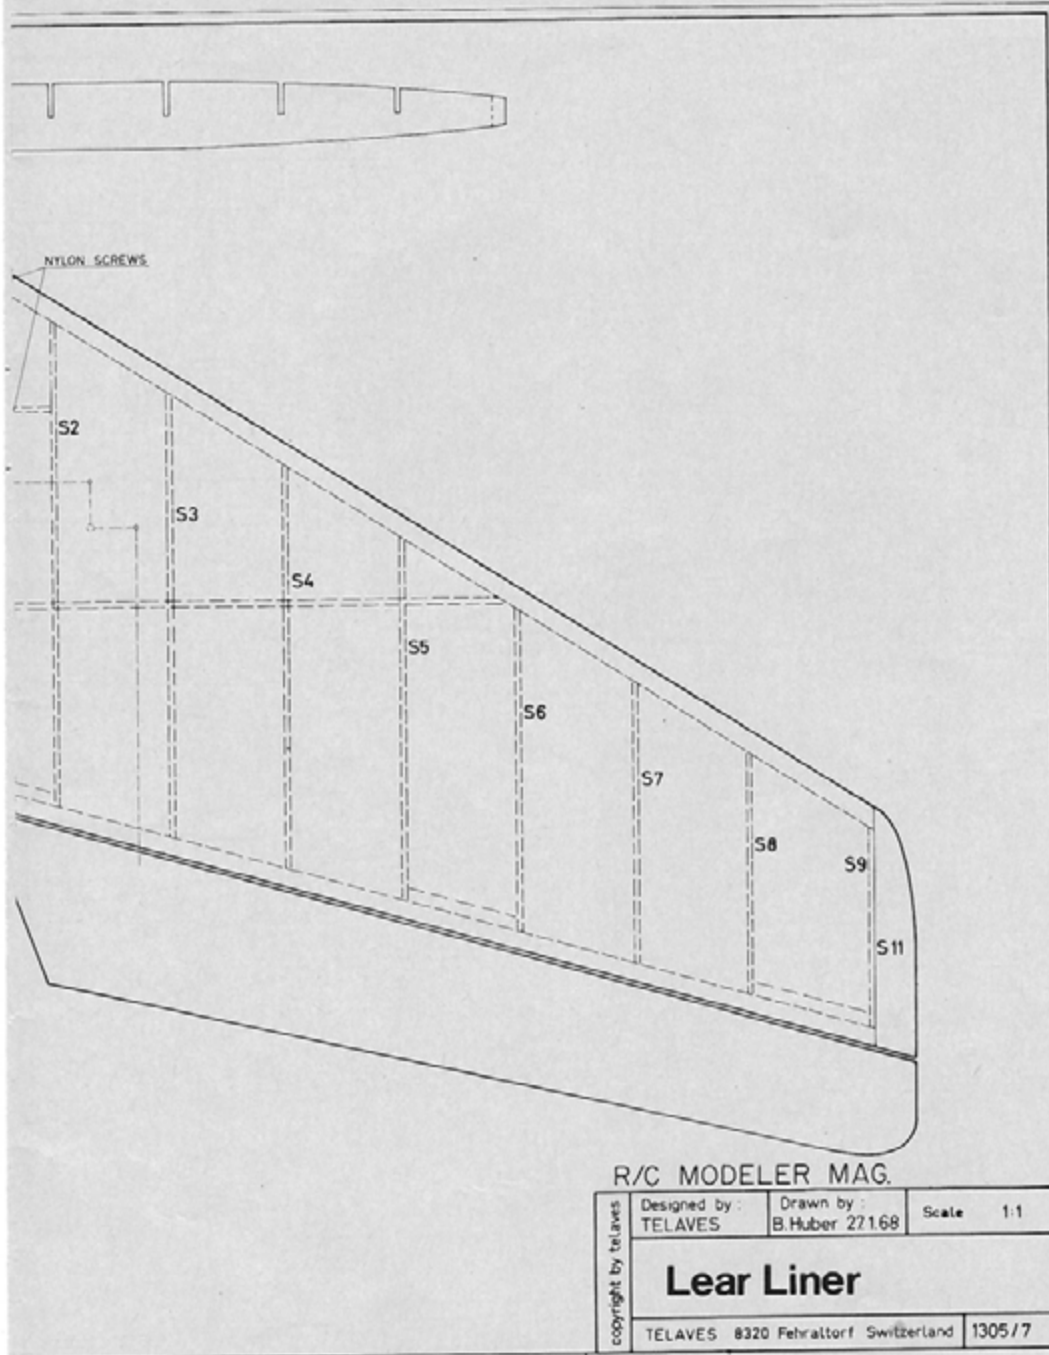 NYLON SCREWS
S2
S3
S4
S5
S6
S7
S8
S9
S11
R/C MODELER MAG.
copyright by telaves
Designed by :
TELAVES
Drawn by :
B.Huber 27.1.68
Scale 1:1
Lear Liner
TELAVES 8320 Fehraltorf Switzerland
1305/7